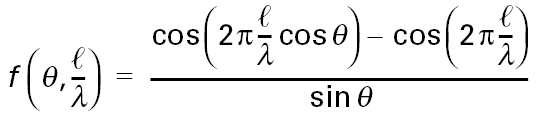 f(θ, ℓ/λ) = (cos(2π ℓ/λ cos θ) − cos(2π ℓ/λ)) / sin θ